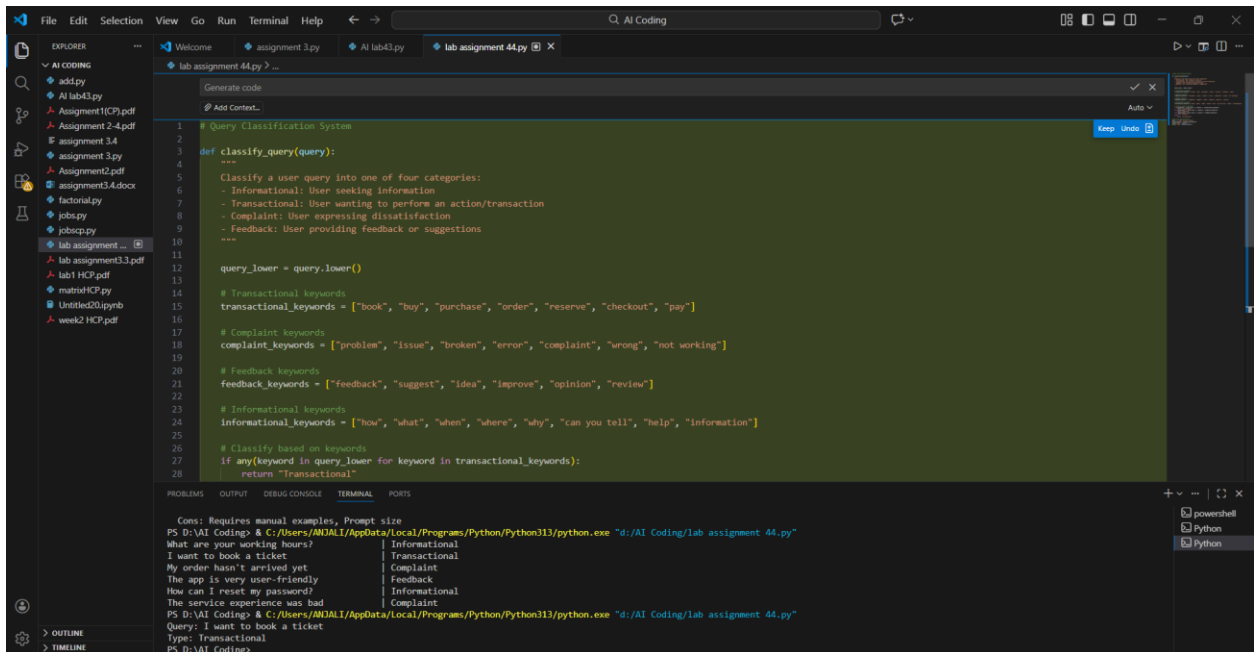 File Edit Selection View Go Run Terminal Help
AI Coding
EXPLORER
Welcome
assignment 3.py
AI lab43.py
lab assignment 44.py
AI CODING
add.py
AI lab43.py
Assigment1(CP).pdf
Assignment 2-4.pdf
assignment 3.4
assignment 3.py
Assignment2.pdf
assignment3.4.docx
factorial.py
jobs.py
jobscp.py
lab assignment ...
lab assignment3.3.pdf
lab1 HCP.pdf
matrixHCP.py
Untitled20.ipynb
week2 HCP.pdf
OUTLINE
TIMELINE
lab assignment 44.py > ...
Generate code
Add Context...
Auto
Keep Undo
1 # Query Classification System
2
3 def classify_query(query):
4 """
5 Classify a user query into one of four categories:
6 - Informational: User seeking information
7 - Transactional: User wanting to perform an action/transaction
8 - Complaint: User expressing dissatisfaction
9 - Feedback: User providing feedback or suggestions
10 """
11
12 query_lower = query.lower()
13
14 # Transactional keywords
15 transactional_keywords = ["book", "buy", "purchase", "order", "reserve", "checkout", "pay"]
16
17 # Complaint keywords
18 complaint_keywords = ["problem", "issue", "broken", "error", "complaint", "wrong", "not working"]
19
20 # Feedback keywords
21 feedback_keywords = ["feedback", "suggest", "idea", "improve", "opinion", "review"]
22
23 # Informational keywords
24 informational_keywords = ["how", "what", "when", "where", "why", "can you tell", "help", "information"]
25
26 # Classify based on keywords
27 if any(keyword in query_lower for keyword in transactional_keywords):
28 return "Transactional"
PROBLEMS OUTPUT DEBUG CONSOLE TERMINAL PORTS
Cons: Requires manual examples, Prompt size
PS D:\AI Coding> & C:/Users/ANJALI/AppData/Local/Programs/Python/Python313/python.exe "d:/AI Coding/lab assignment 44.py"
What are your working hours? | Informational
I want to book a ticket | Transactional
My order hasn't arrived yet | Complaint
The app is very user-friendly | Feedback
How can I reset my password? | Informational
The service experience was bad | Complaint
PS D:\AI Coding> & C:/Users/ANJALI/AppData/Local/Programs/Python/Python313/python.exe "d:/AI Coding/lab assignment 44.py"
Query: I want to book a ticket
Type: Transactional
PS D:\AI Coding>
powershell
Python
Python